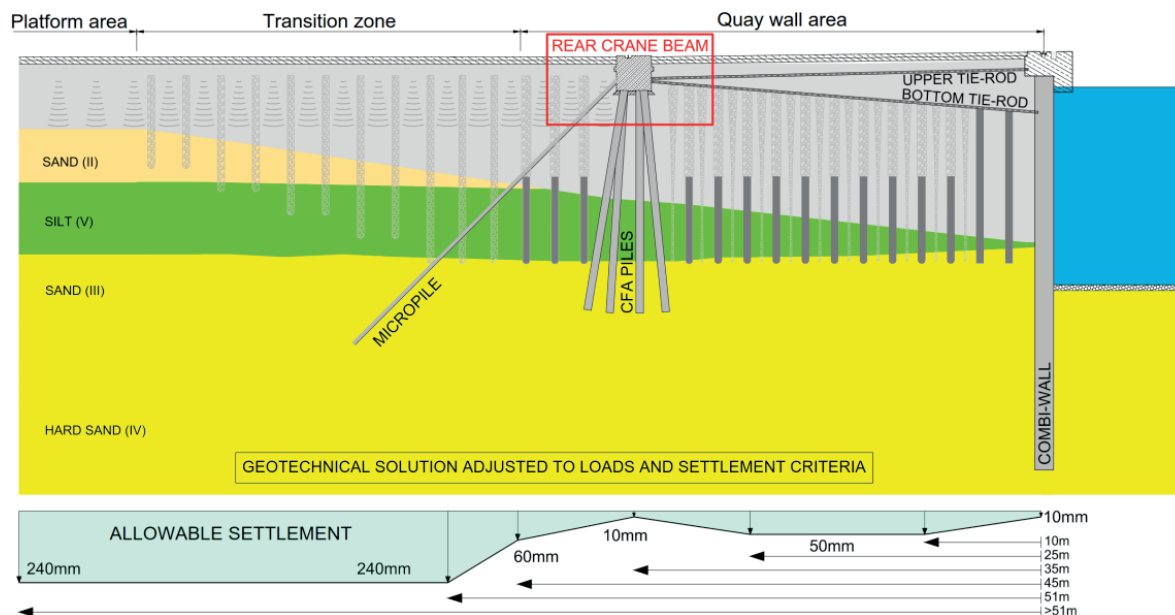 Platform area
Transition zone
Quay wall area
REAR CRANE BEAM
UPPER TIE-ROD
BOTTOM TIE-ROD
SAND (II)
SILT (V)
SAND (III)
MICROPILE
CFA PILES
COMBI-WALL
HARD SAND (IV)
GEOTECHNICAL SOLUTION ADJUSTED TO LOADS AND SETTLEMENT CRITERIA
ALLOWABLE SETTLEMENT
240mm
240mm
60mm
10mm
50mm
10mm
10m
25m
35m
45m
51m
>51m